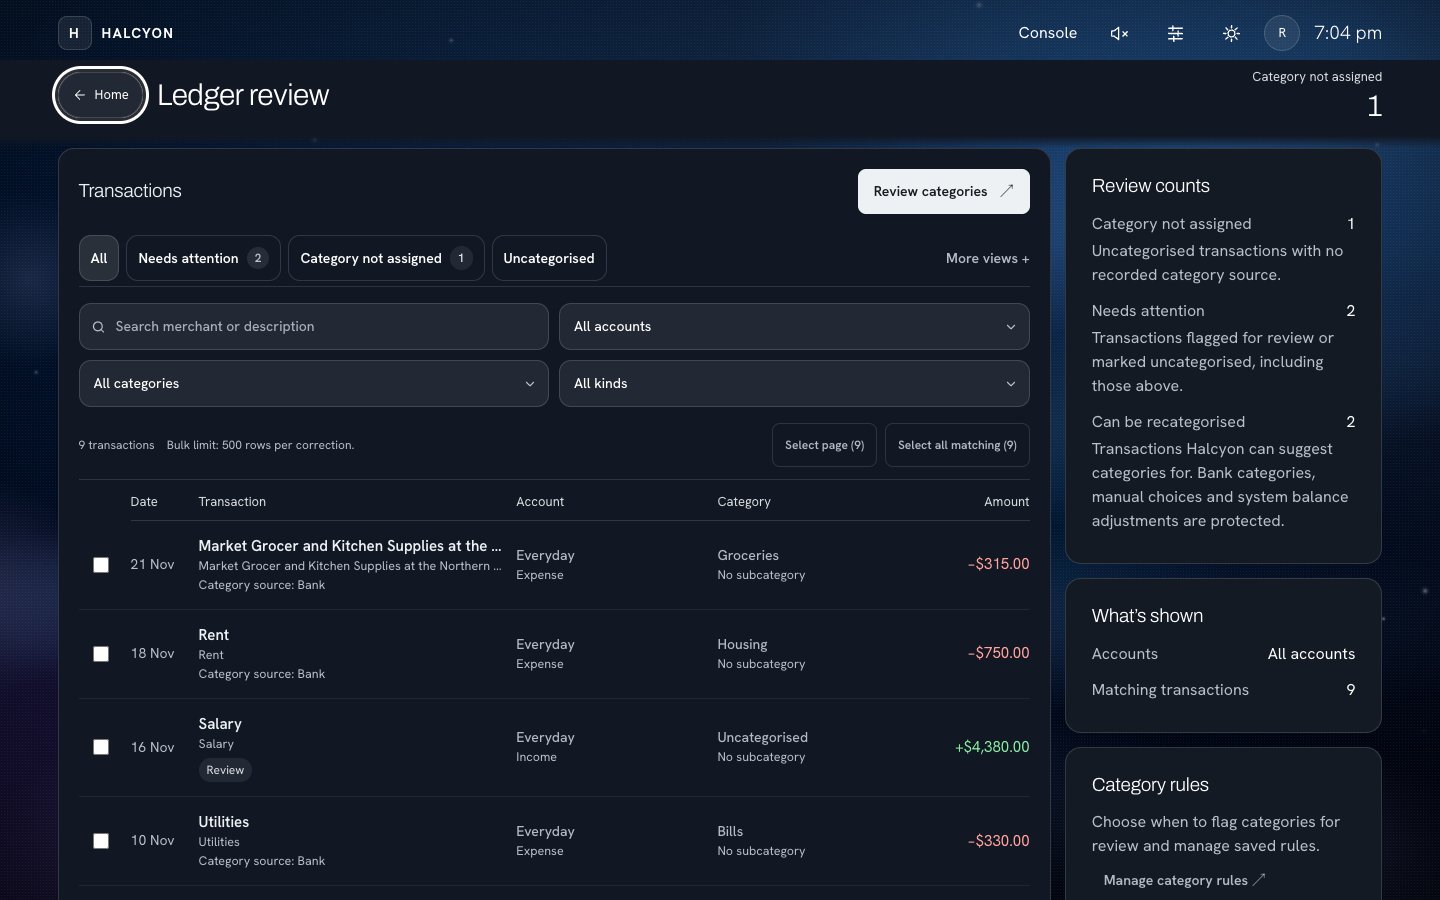 H HALCYON
Console
R
7:04 pm
← Home
Ledger review
Category not assigned
1
Transactions
Review categories
All
Needs attention 2
Category not assigned 1
Uncategorised
More views +
Search merchant or description
All accounts
All categories
All kinds
9 transactions Bulk limit: 500 rows per correction.
Select page (9)
Select all matching (9)
Date Transaction Account Category Amount
Market Grocer and Kitchen Supplies at the ...
21 Nov Market Grocer and Kitchen Supplies at the Northern ... Everyday Groceries -$315.00
Category source: Bank Expense No subcategory
Rent
18 Nov Rent Everyday Housing -$750.00
Category source: Bank Expense No subcategory
Salary
16 Nov Salary Everyday Uncategorised +$4,380.00
Review Income No subcategory
Utilities
10 Nov Utilities Everyday Bills -$330.00
Category source: Bank Expense No subcategory
Review counts
Category not assigned 1
Uncategorised transactions with no
recorded category source.
Needs attention 2
Transactions flagged for review or
marked uncategorised, including
those above.
Can be recategorised 2
Transactions Halcyon can suggest
categories for. Bank categories,
manual choices and system balance
adjustments are protected.
What's shown
Accounts All accounts
Matching transactions 9
Category rules
Choose when to flag categories for
review and manage saved rules.
Manage category rules